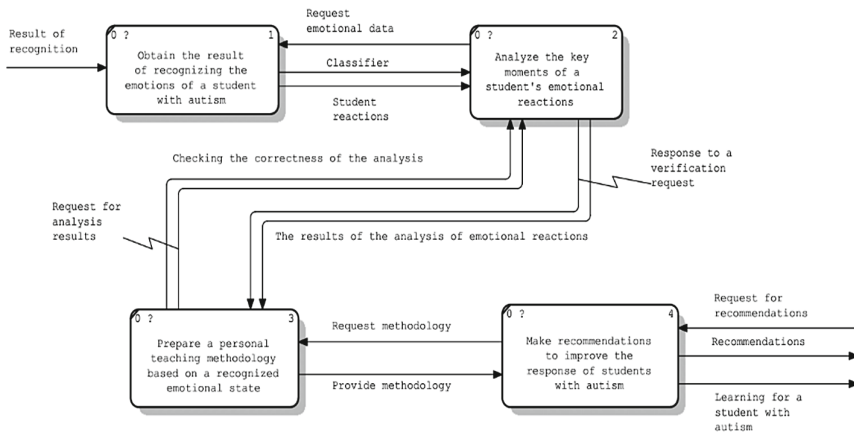 Result of
recognition
0 ?
1
Obtain the result
of recognizing the
emotions of a student
with autism
Request
emotional data
Classifier
Student
reactions
0 ?
2
Analyze the key
moments of a
student's emotional
reactions
Checking the correctness of the analysis
Response to a
verification
request
Request for
analysis
results
The results of the analysis of emotional reactions
0 ?
3
Prepare a personal
teaching methodology
based on a recognized
emotional state
Request methodology
Provide methodology
0 ?
4
Make recommendations
to improve the
response of students
with autism
Request for
recommendations
Recommendations
Learning for a
student with
autism